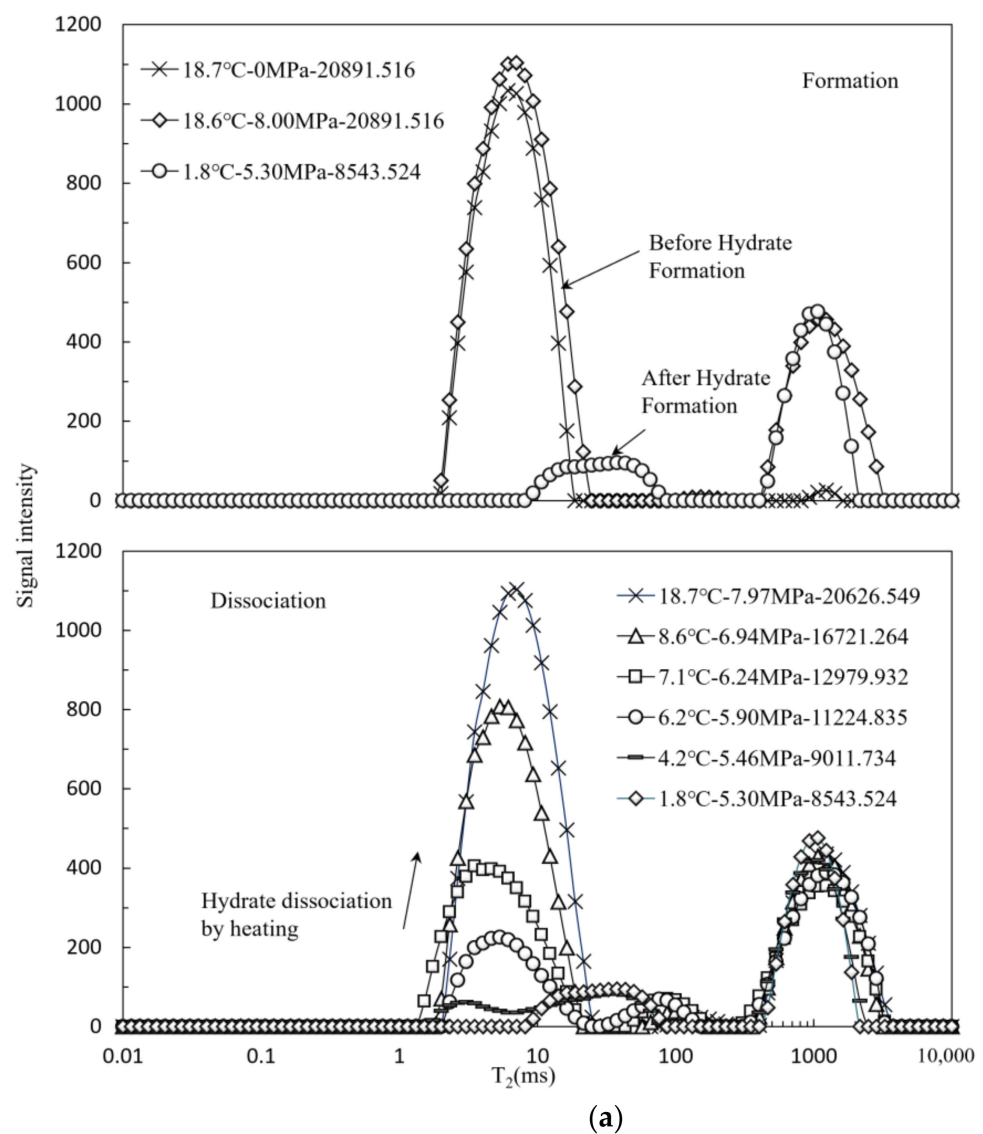 1200
1000
800
600
400
200
0
18.7℃-0MPa-20891.516
18.6℃-8.00MPa-20891.516
1.8℃-5.30MPa-8543.524
Formation
Before Hydrate
Formation
After Hydrate
Formation
Signal intensity
1200
1000
800
600
400
200
0
Dissociation
18.7℃-7.97MPa-20626.549
8.6℃-6.94MPa-16721.264
7.1℃-6.24MPa-12979.932
6.2℃-5.90MPa-11224.835
4.2℃-5.46MPa-9011.734
1.8℃-5.30MPa-8543.524
Hydrate dissociation
by heating
0.01 0.1 1 10 100 1000 10,000
T₂(ms)
(a)